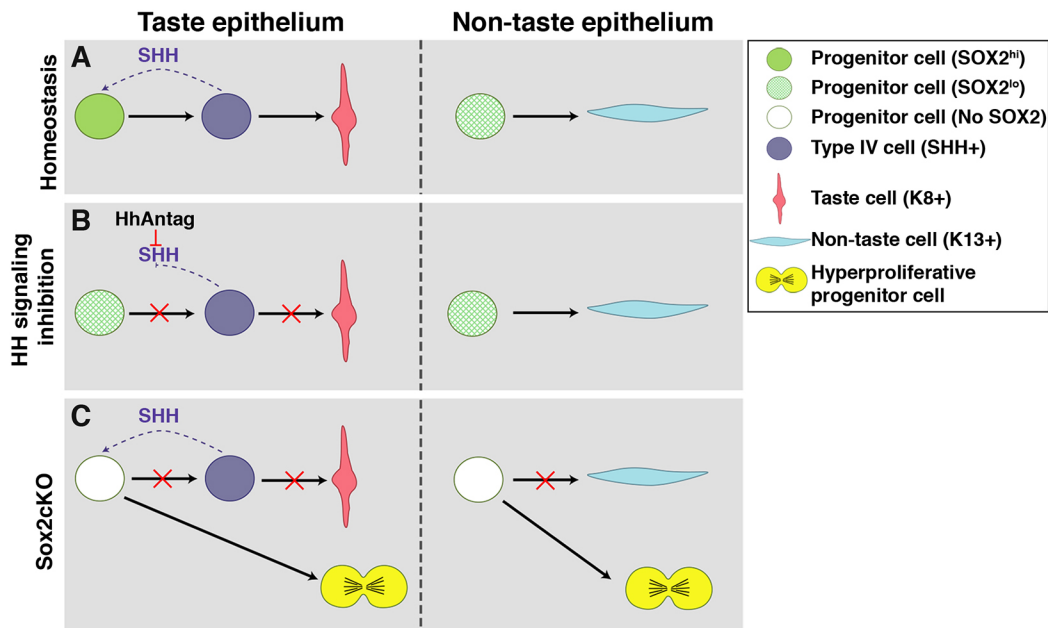 Taste epithelium
Non-taste epithelium
Homeostasis
A
SHH
HH signaling
inhibition
B
HhAntag
SHH
Sox2cKO
C
SHH
Progenitor cell (SOX2hi)
Progenitor cell (SOX2lo)
Progenitor cell (No SOX2)
Type IV cell (SHH+)
Taste cell (K8+)
Non-taste cell (K13+)
Hyperproliferative
progenitor cell